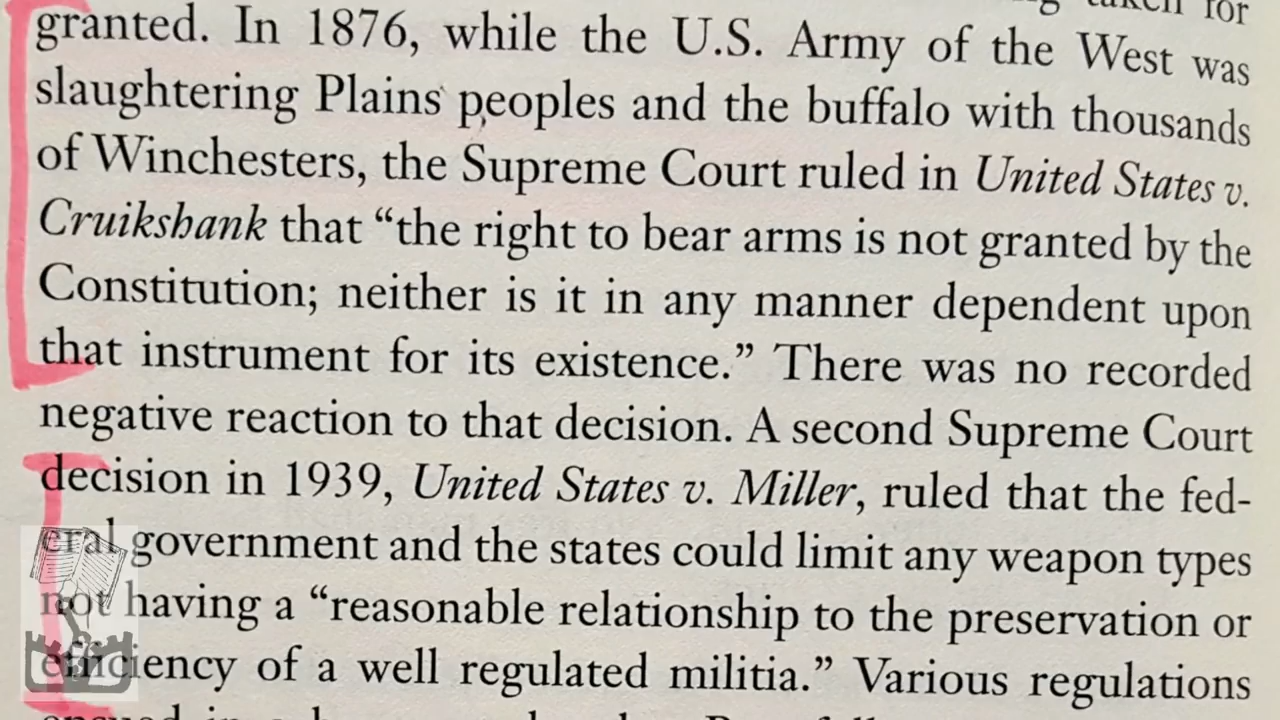 taken for
granted. In 1876, while the U.S. Army of the West was
slaughtering Plains peoples and the buffalo with thousands
of Winchesters, the Supreme Court ruled in United States v.
Cruikshank that “the right to bear arms is not granted by the
Constitution; neither is it in any manner dependent upon
that instrument for its existence.” There was no recorded
negative reaction to that decision. A second Supreme Court
decision in 1939, United States v. Miller, ruled that the fed-
eral government and the states could limit any weapon types
not having a “reasonable relationship to the preservation or
efficiency of a well regulated militia.” Various regulations